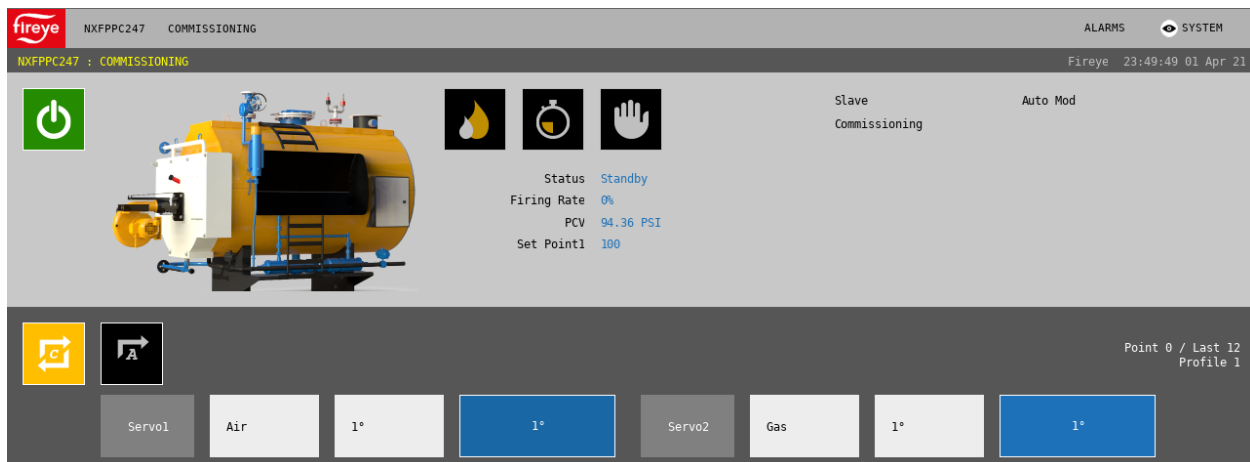 fireye NXFPPC247 COMMISSIONING ALARMS SYSTEM
NXFPPC247 : COMMISSIONING Fireye 23:49:49 01 Apr 21
Slave Auto Mod
Commissioning
Status Standby
Firing Rate 0%
PCV 94.36 PSI
Set Point1 100
C A
Point 0 / Last 12
Profile 1
Servo1 Air 1° 1° Servo2 Gas 1° 1°